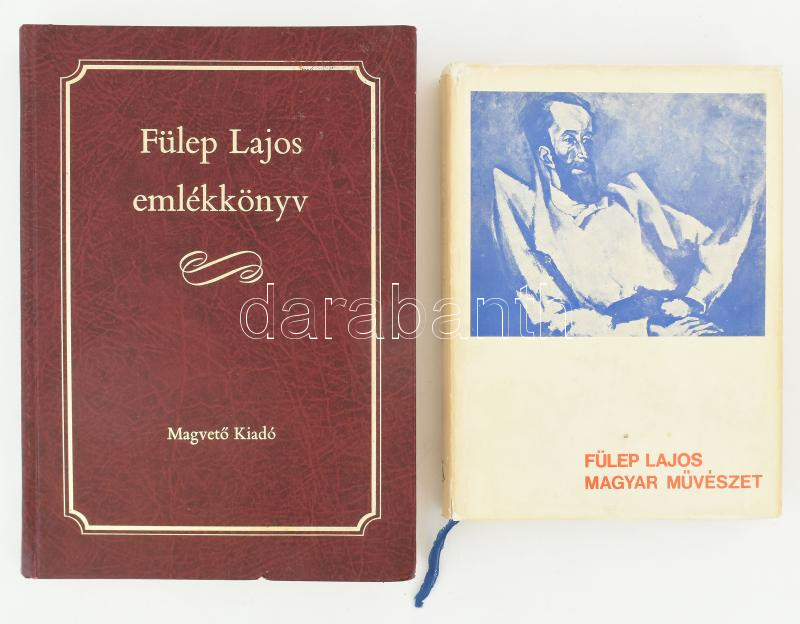 Fülep Lajos
emlékkönyv
Magvető Kiadó
darabanth
FÜLEP LAJOS
MAGYAR MŰVÉSZET